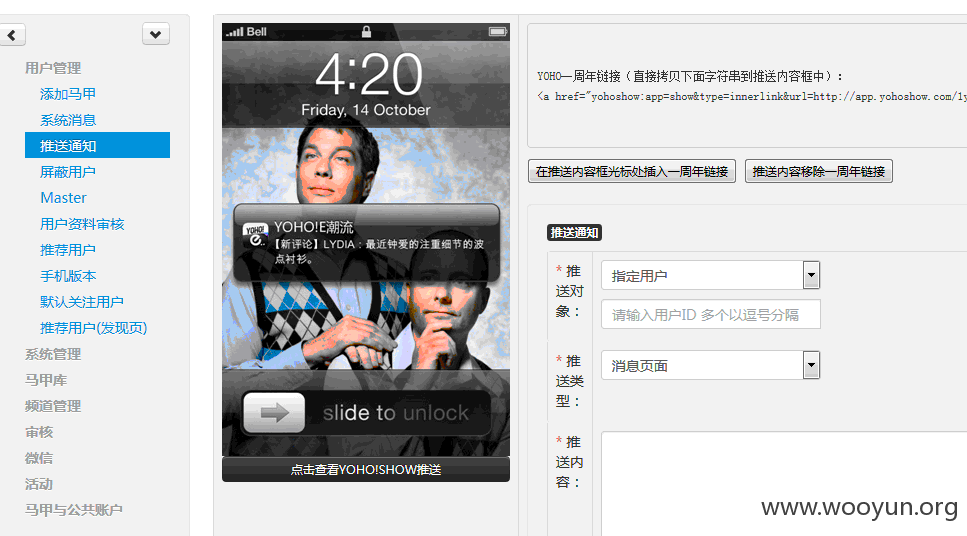 用户管理
添加马甲
系统消息
推送通知
屏蔽用户
Master
用户资料审核
推荐用户
手机版本
默认关注用户
推荐用户(发现页)
系统管理
马甲库
频道管理
审核
微信
活动
马甲与公共账户
Bell
4:20
Friday, 14 October
YOHO!
YOHO!E潮流
【新评论】LYDIA：最近钟爱的注重细节的波
点衬衫。
slide to unlock
点击查看YOHO!SHOW推送
YOHO一周年链接（直接拷贝下面字符串到推送内容框中）：
<a href="yohoshow:app=show&type=innerlink&url=http://app.yohoshow.com/1y
在推送内容框光标处插入一周年链接
推送内容移除一周年链接
推送通知
* 推
送对
象：
指定用户
请输入用户ID 多个以逗号分隔
* 推
送类
型：
消息页面
* 推
送内
容：
www.wooyun.org